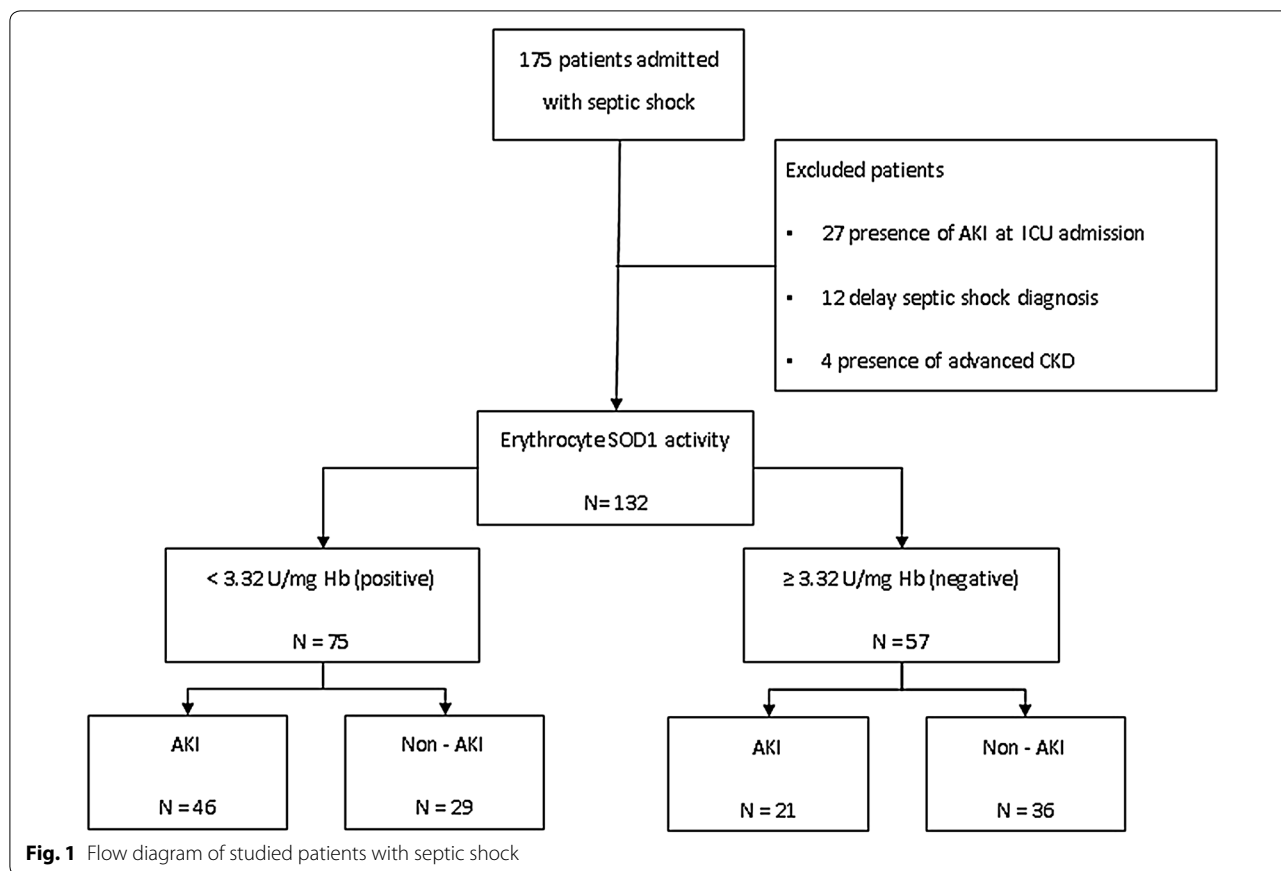 175 patients admitted
with septic shock
Excluded patients
▪ 27 presence of AKI at ICU admission
▪ 12 delay septic shock diagnosis
▪ 4 presence of advanced CKD
Erythrocyte SOD1 activity
N= 132
< 3.32 U/mg Hb (positive)
N = 75
≥ 3.32 U/mg Hb (negative)
N = 57
AKI
N = 46
Non - AKI
N = 29
AKI
N = 21
Non - AKI
N = 36
Fig. 1 Flow diagram of studied patients with septic shock